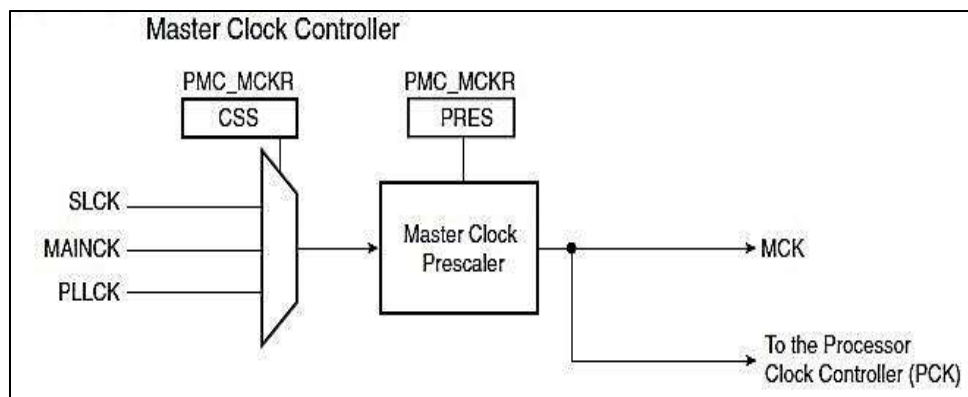 Master Clock Controller
PMC_MCKR
PMC_MCKR
CSS
PRES
SLCK
MAINCK
PLLCK
Master Clock
Prescaler
MCK
To the Processor
Clock Controller (PCK)